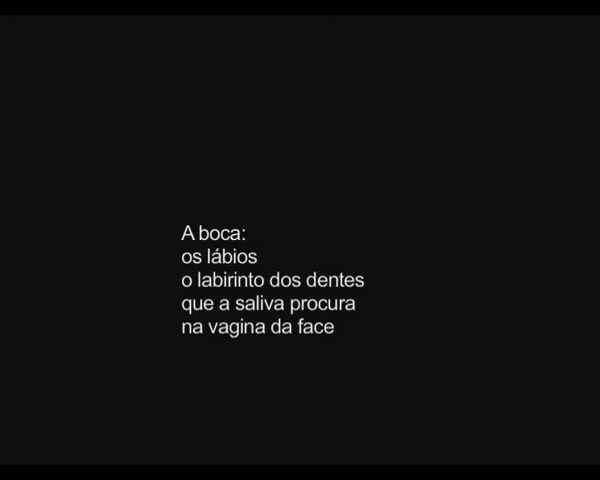 A boca:
os lábios
o labirinto dos dentes
que a saliva procura
na vagina da face